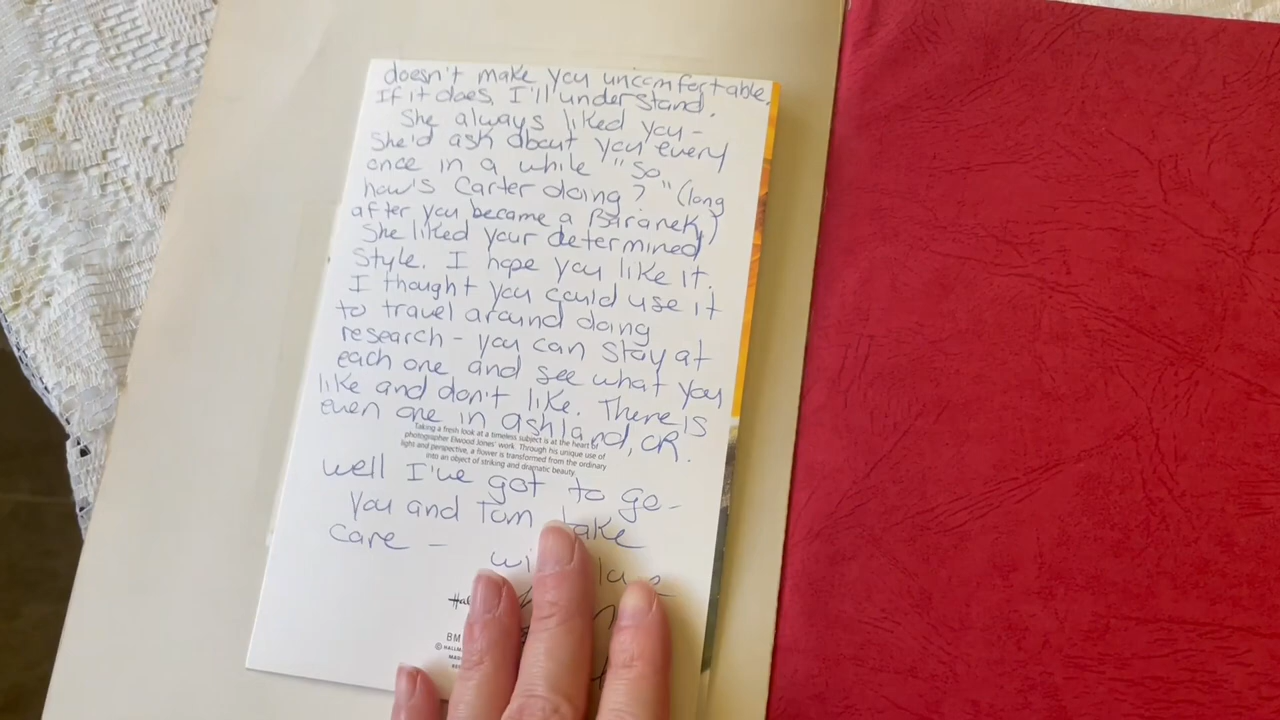 doesn't make you uncomfortable.
If it does, I'll understand.
She always liked you-
She'd ask about you every
once in a while "So
how's Carter doing?" (long
after you became a Baranek)
She liked your determined
Style. I hope you like it.
I thought you could use it
to travel around doing
research - you can stay at
each one and see what you
like and don't like. There is
even one in Ashland, OR.
Taking a fresh look at a timeless subject is at the heart of
photographer Elwood Jones' work. Through his unique use of
light and perspective, a flower is transformed from the ordinary
into an object of striking and dramatic beauty.
Well I've got to go-
You and Tom take
care -
BM
© HALLM